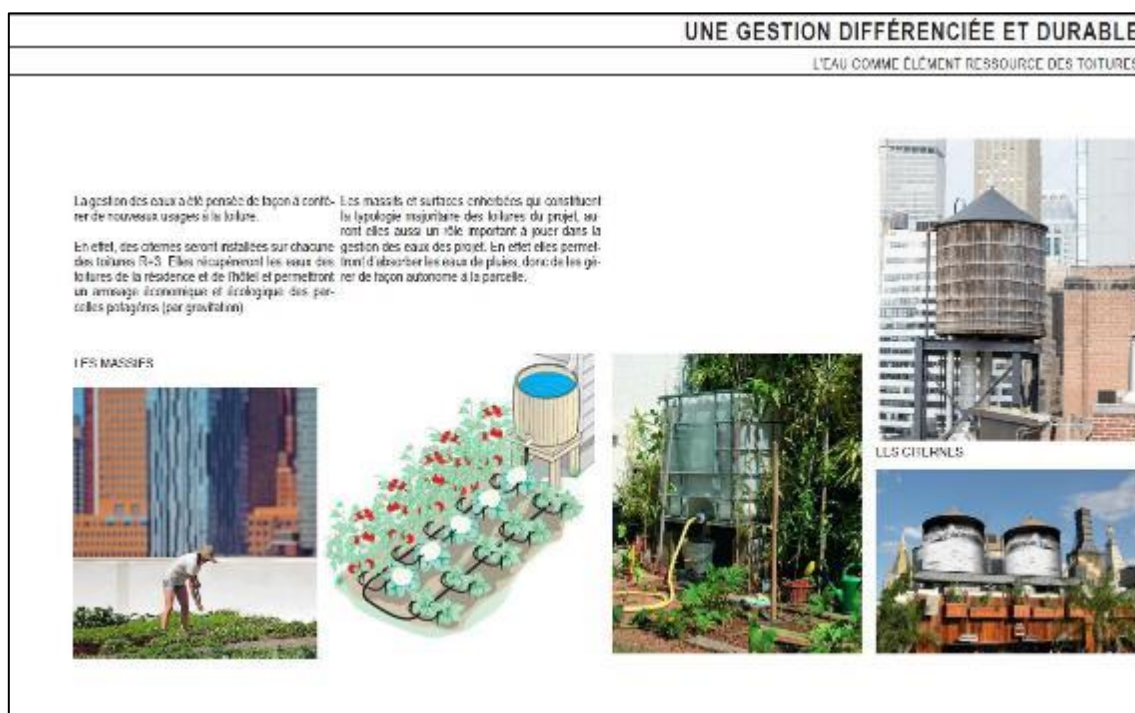 UNE GESTION DIFFÉRENCIÉE ET DURABLE
L'EAU COMME ÉLÉMENT RESSOURCE DES TOITURES
La gestion des eaux a été pensée de façon à confé-
rer de nouveaux usages à la toiture.
En effet, des citernes seront installées sur chacune
des toitures R+3. Elles récupéreront les eaux des
toitures de la résidence et de l'hôtel et permettront
un arrosage économique et écologique des par-
celles potagères (par gravitation)
Les massifs et surfaces enherbées qui constituent
la typologie majoritaire des toitures du projet, au-
ront elles aussi un rôle important à jouer dans la
gestion des eaux des projet. En effet elles permet-
tront d'absorber les eaux de pluies, donc de les gé-
rer de façon autonome à la parcelle.
LES MASSIFS
LES CITERNES